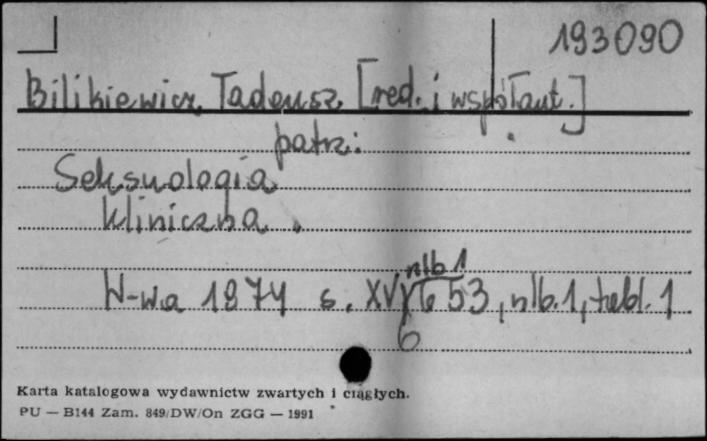 193090
Bilikiewicz Tadeusz [red. i współaut.]
patrz:
Seksuologia
kliniczna.
nlb 1
W-wa 1974 s. XV, 653, nlb. 1, tabl. 1
6
Karta katalogowa wydawnictw zwartych i ciągłych.
PU — B144 Zam. 849/DW/On ZGG — 1991